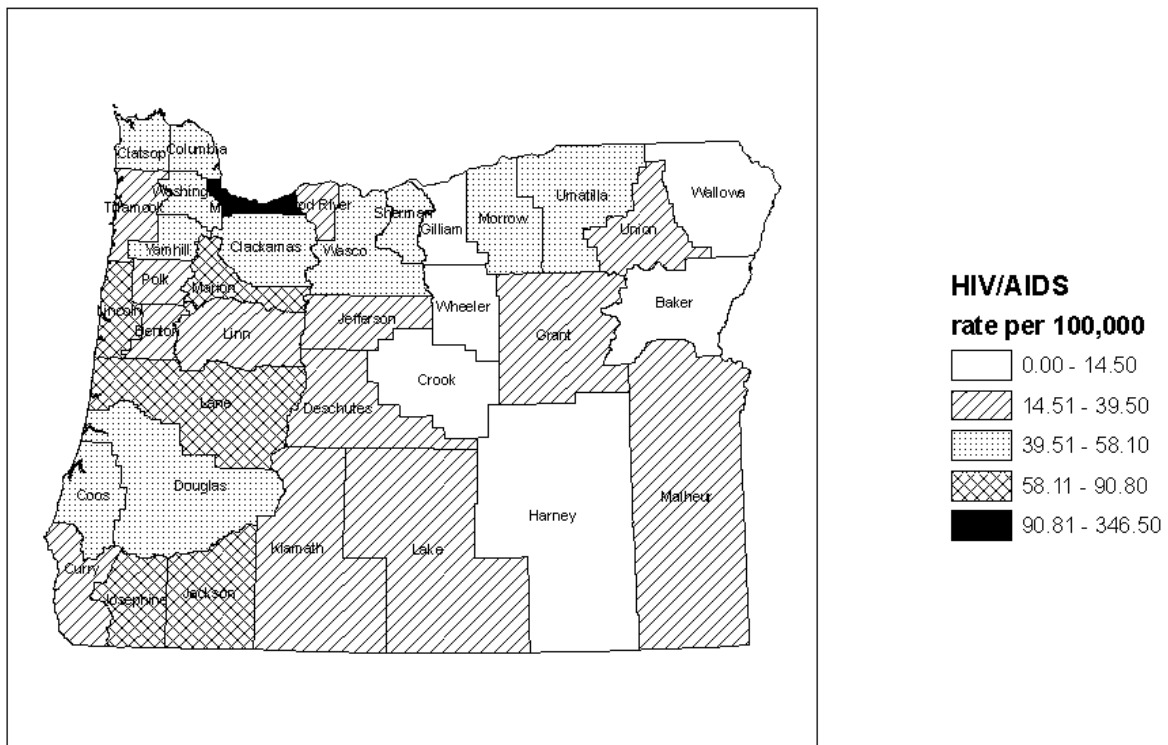 Clatsop
Columbia
Washing
M
Tillamook
od River
Yamhill
Clackamas
Wasco
Sherman
Gilliam
Morrow
Umatilla
Union
Wallowa
Polk
Marion
Lincoln
Benton
Linn
Jefferson
Wheeler
Grant
Baker
Lane
Deschutes
Crook
Coos
Douglas
Harney
Malheur
Curry
Josephine
Jackson
Klamath
Lake
HIV/AIDS
rate per 100,000
0.00 - 14.50
14.51 - 39.50
39.51 - 58.10
58.11 - 90.80
90.81 - 346.50